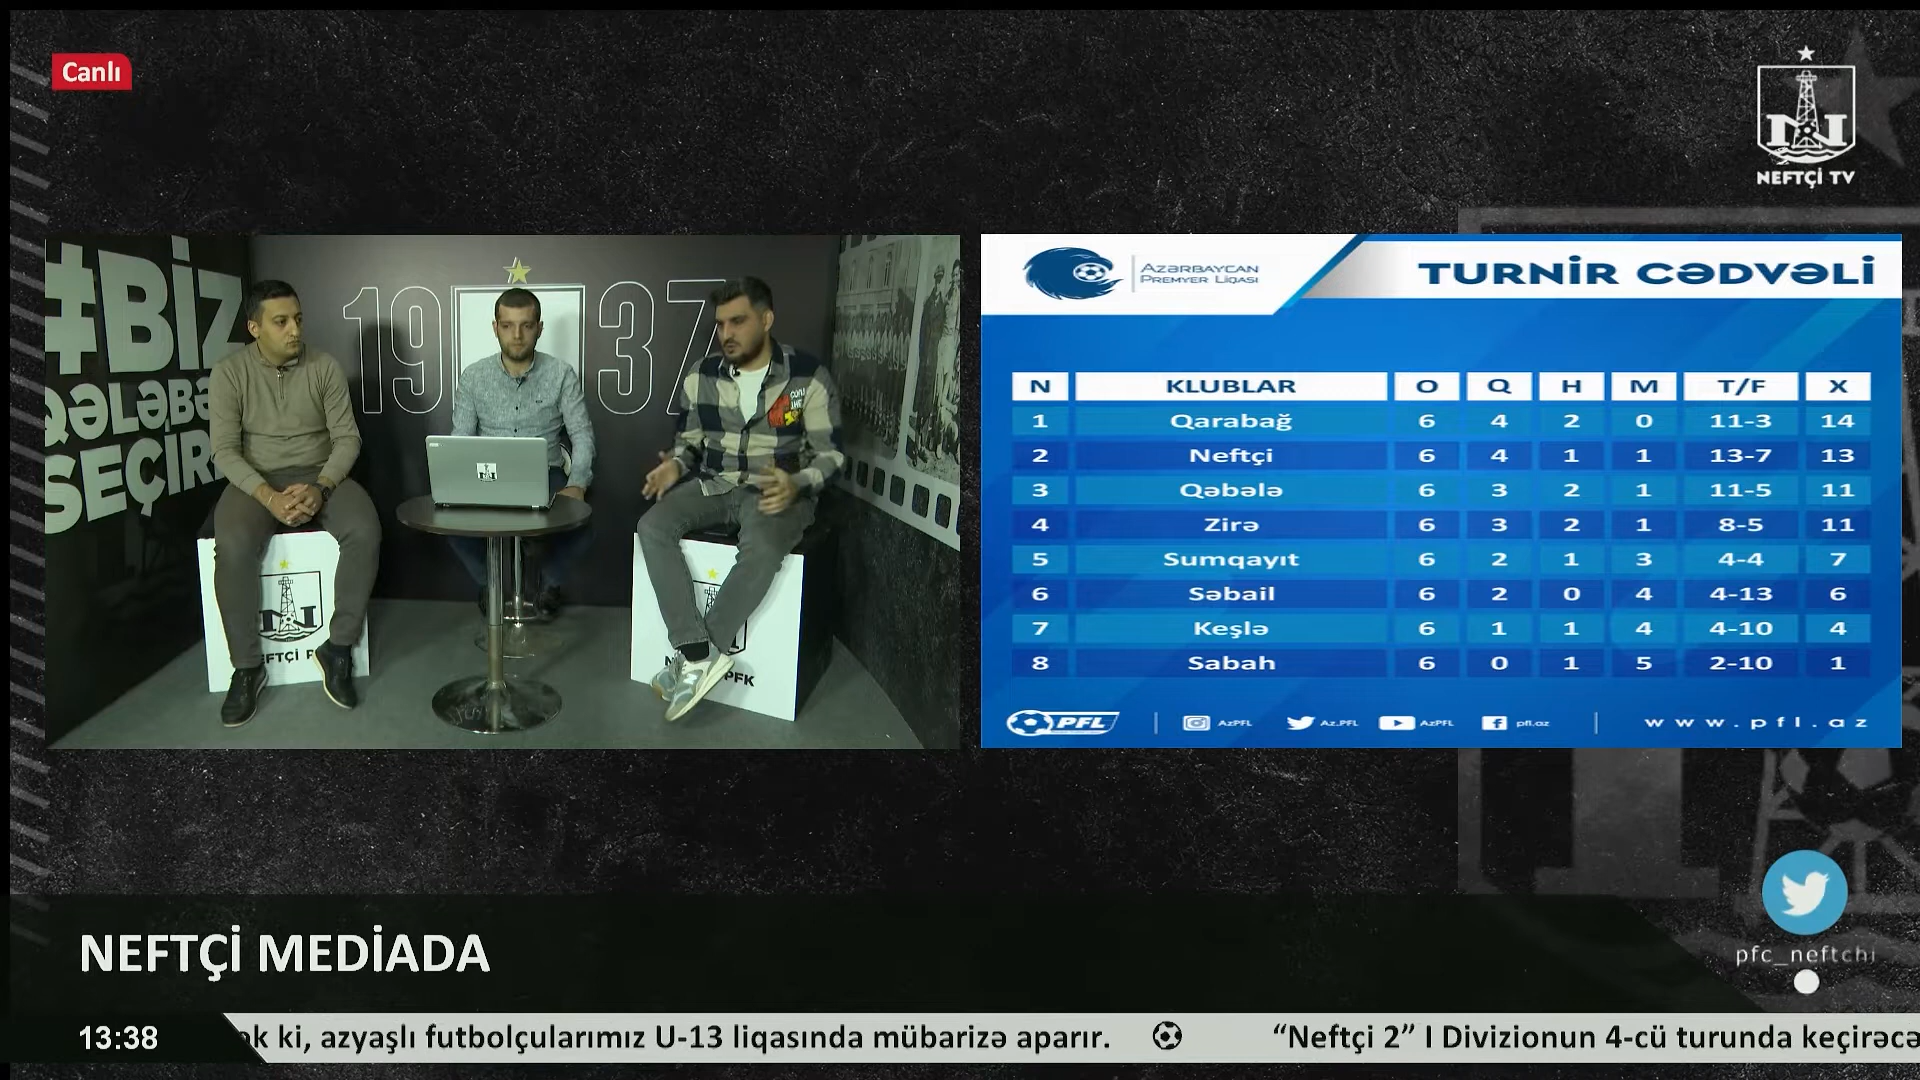 Canlı
NEFTÇİ TV
#BİZ
QƏLƏBƏ
SEÇİR
1937
NEFTÇİ P
PFK
AZƏRBAYCAN
PREMYER LİQASI
TURNİR CƏDVƏLİ
N KLUBLAR O Q H M T/F X
1 Qarabağ 6 4 2 0 11-3 14
2 Neftçi 6 4 1 1 13-7 13
3 Qəbələ 6 3 2 1 11-5 11
4 Zirə 6 3 2 1 8-5 11
5 Sumqayıt 6 2 1 3 4-4 7
6 Səbail 6 2 0 4 4-13 6
7 Keşlə 6 1 1 4 4-10 4
8 Sabah 6 0 1 5 2-10 1
PFL AzPFL Az.PFL AzPFL pfl.az www.pfl.az
NEFTÇİ MEDİADA
pfc_neftchi
13:38 ək ki, azyaşlı futbolçularımız U-13 liqasında mübarizə aparır. “Neftçi 2” I Divizionun 4-cü turunda keçirəcə